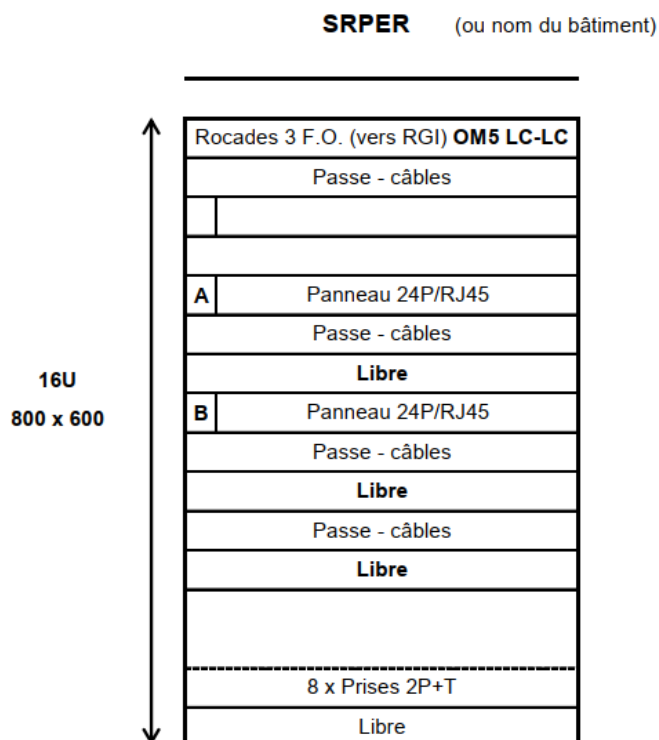 SRPER (ou nom du bâtiment)
Rocades 3 F.O. (vers RGI) OM5 LC-LC
Passe - câbles
A Panneau 24P/RJ45
Passe - câbles
Libre
16U
800 x 600
B Panneau 24P/RJ45
Passe - câbles
Libre
Passe - câbles
Libre
8 x Prises 2P+T
Libre